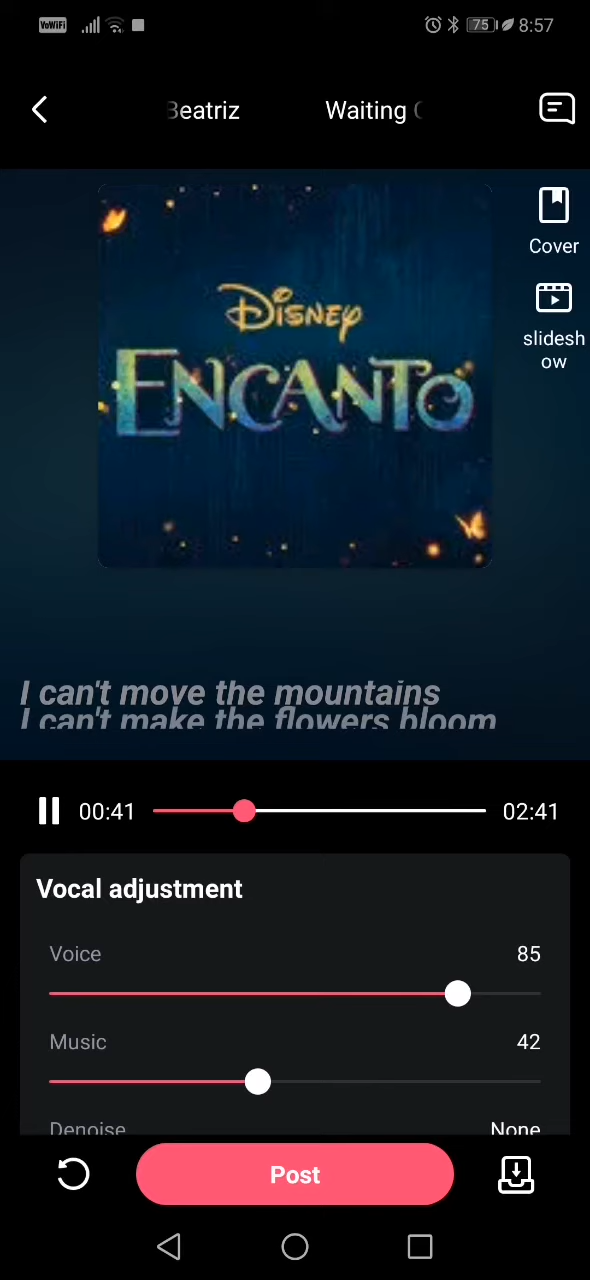 VoWiFi
75
8:57
Beatriz
Waiting
Cover
DISNEY
ENCANTO
slidesh
ow
I can't move the mountains
I can't make the flowers bloom
00:41
02:41
Vocal adjustment
Voice
85
Music
42
Denoise
None
Post